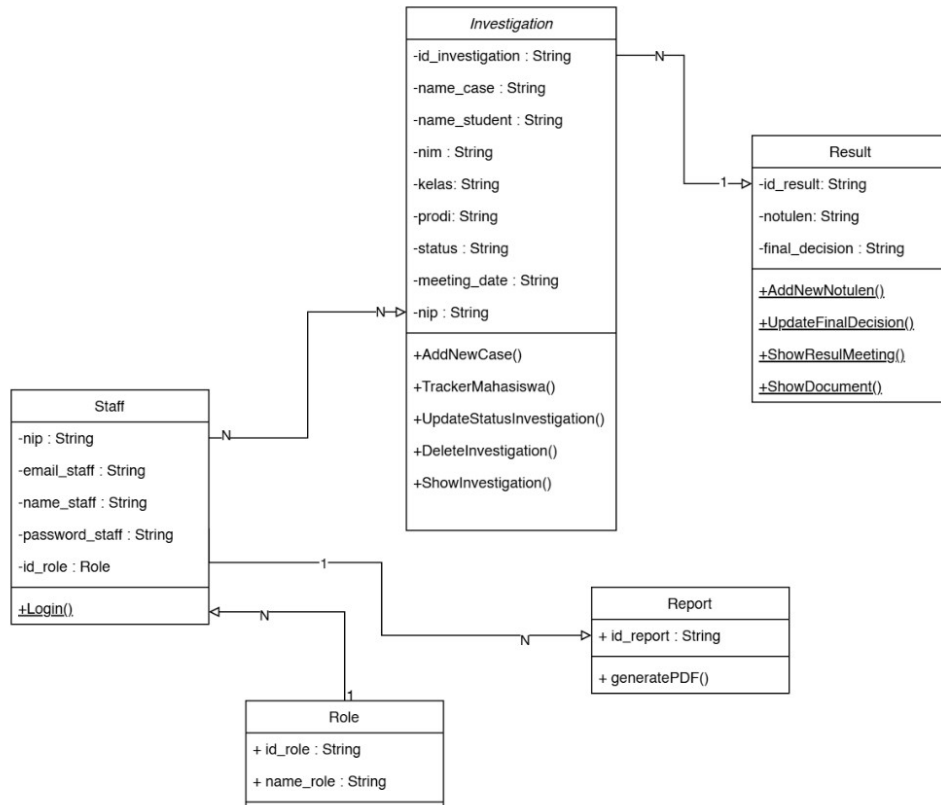 Investigation
-id_investigation : String
-name_case : String
-name_student : String
-nim : String
-kelas: String
-prodi: String
-status : String
-meeting_date : String
-nip : String
+AddNewCase()
+TrackerMahasiswa()
+UpdateStatusInvestigation()
+DeleteInvestigation()
+ShowInvestigation()
N
1
Result
-id_result: String
-notulen: String
-final_decision : String
+AddNewNotulen()
+UpdateFinalDecision()
+ShowResulMeeting()
+ShowDocument()
N
N
Staff
-nip : String
-email_staff : String
-name_staff : String
-password_staff : String
-id_role : Role
+Login()
1
N
Report
+ id_report : String
+ generatePDF()
N
1
Role
+ id_role : String
+ name_role : String